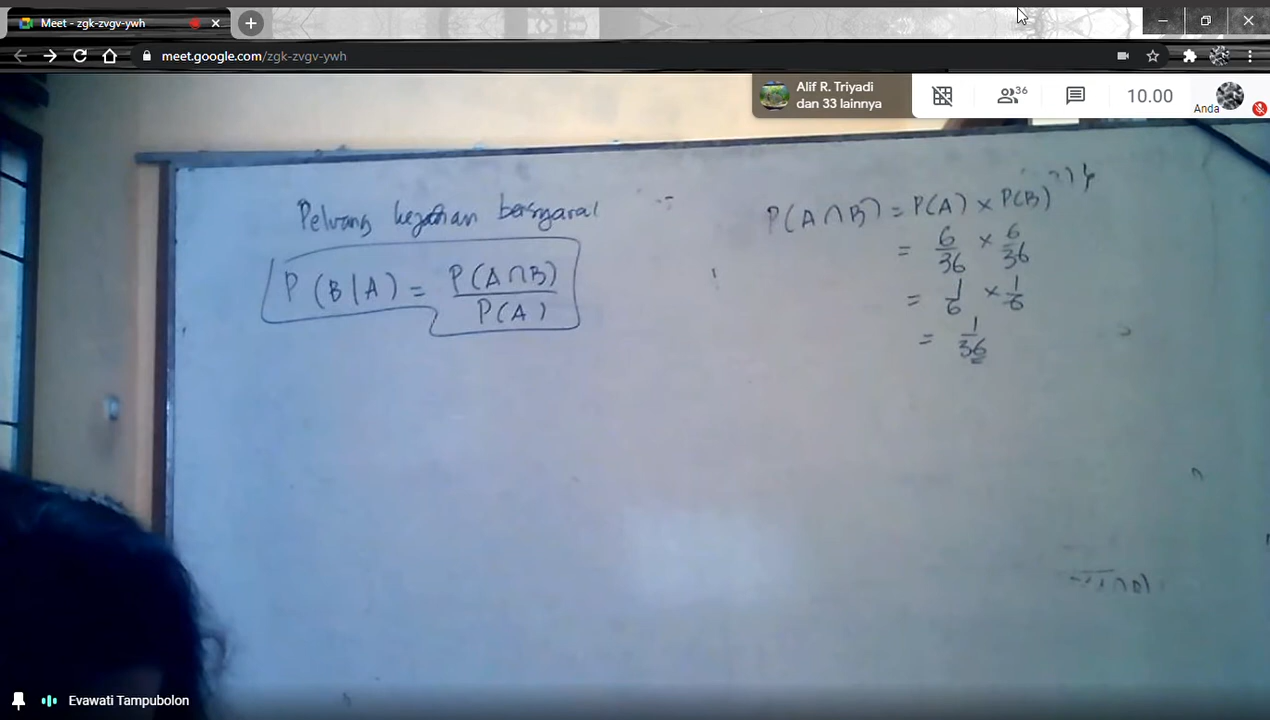 Meet - zgk-zvgv-ywh
meet.google.com/zgk-zvgv-ywh
Alif R. Triyadi
dan 33 lainnya
36
10.00
Anda
Peluang kejadian bersyarat
P(B|A) = P(A∩B) / P(A)
P(A∩B) = P(A) × P(B)
= 6/36 × 6/36
= 1/6 × 1/6
= 1/36
Evawati Tampubolon